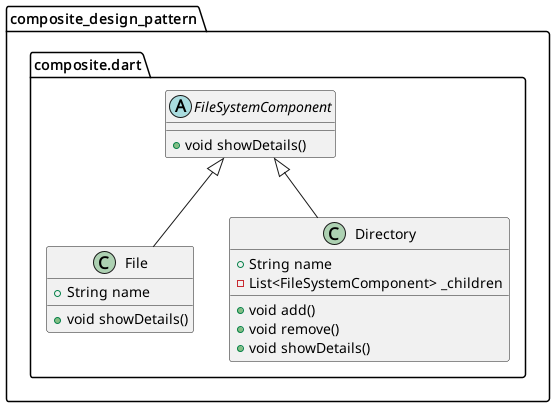 composite_design_pattern
composite.dart
A FileSystemComponent
void showDetails()
C File
String name
void showDetails()
C Directory
String name
List<FileSystemComponent> _children
void add()
void remove()
void showDetails()